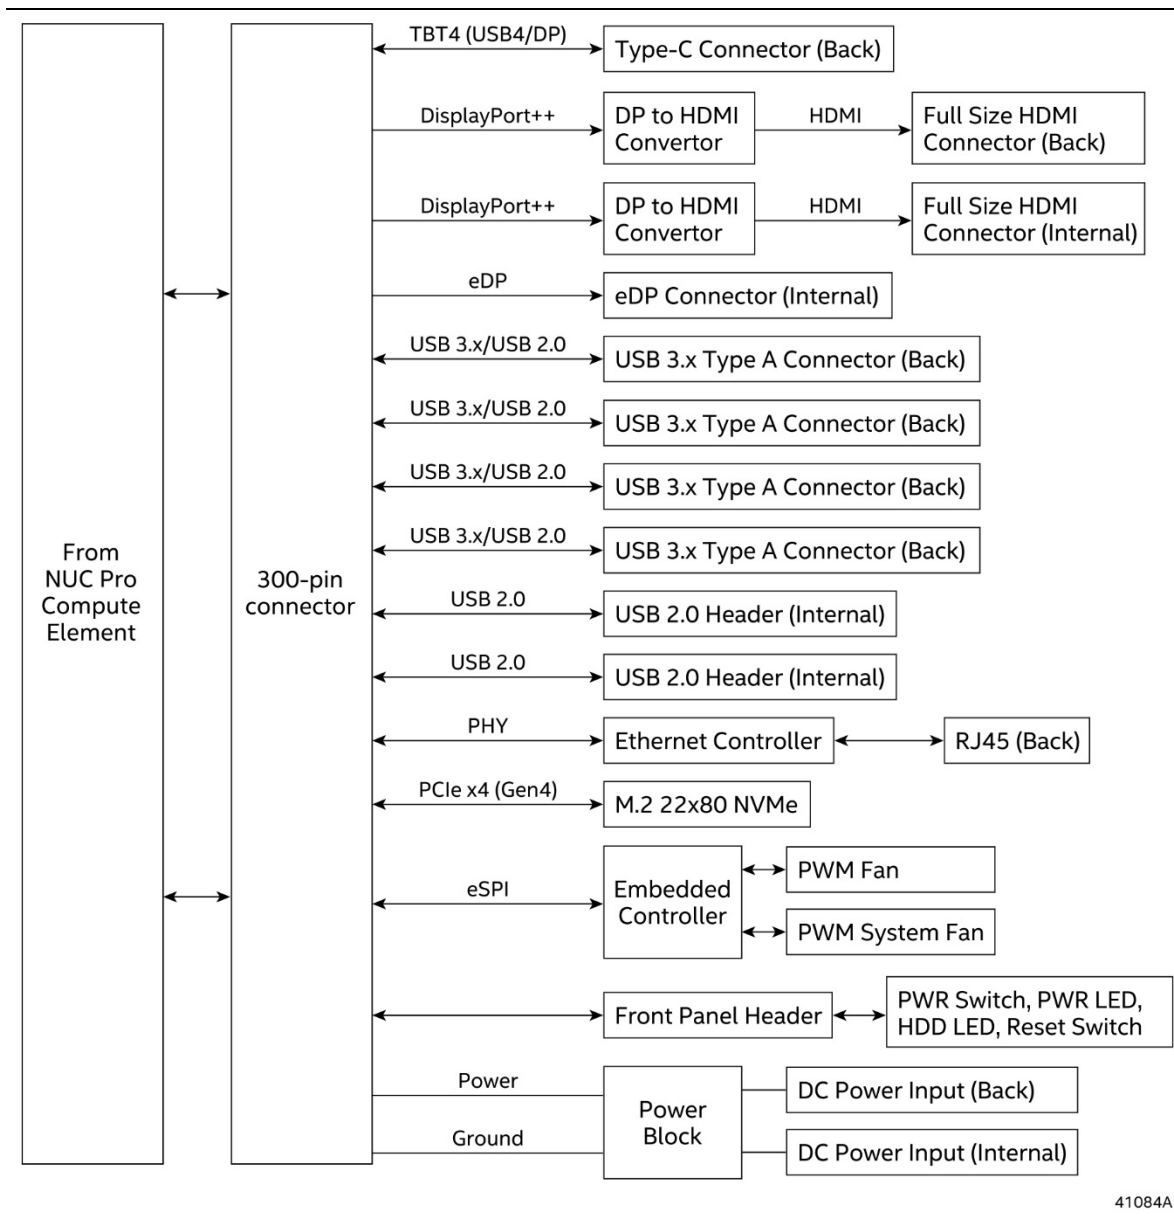 TBT4 (USB4/DP)
Type-C Connector (Back)
DisplayPort++
DP to HDMI
Convertor
HDMI
Full Size HDMI
Connector (Back)
DisplayPort++
DP to HDMI
Convertor
HDMI
Full Size HDMI
Connector (Internal)
eDP
eDP Connector (Internal)
USB 3.x/USB 2.0
USB 3.x Type A Connector (Back)
USB 3.x/USB 2.0
USB 3.x Type A Connector (Back)
USB 3.x/USB 2.0
USB 3.x Type A Connector (Back)
USB 3.x/USB 2.0
USB 3.x Type A Connector (Back)
From
NUC Pro
Compute
Element
300-pin
connector
USB 2.0
USB 2.0 Header (Internal)
USB 2.0
USB 2.0 Header (Internal)
PHY
Ethernet Controller
RJ45 (Back)
PCIe x4 (Gen4)
M.2 22x80 NVMe
eSPI
Embedded
Controller
PWM Fan
PWM System Fan
Front Panel Header
PWR Switch, PWR LED,
HDD LED, Reset Switch
Power
Ground
Power
Block
DC Power Input (Back)
DC Power Input (Internal)
41084A